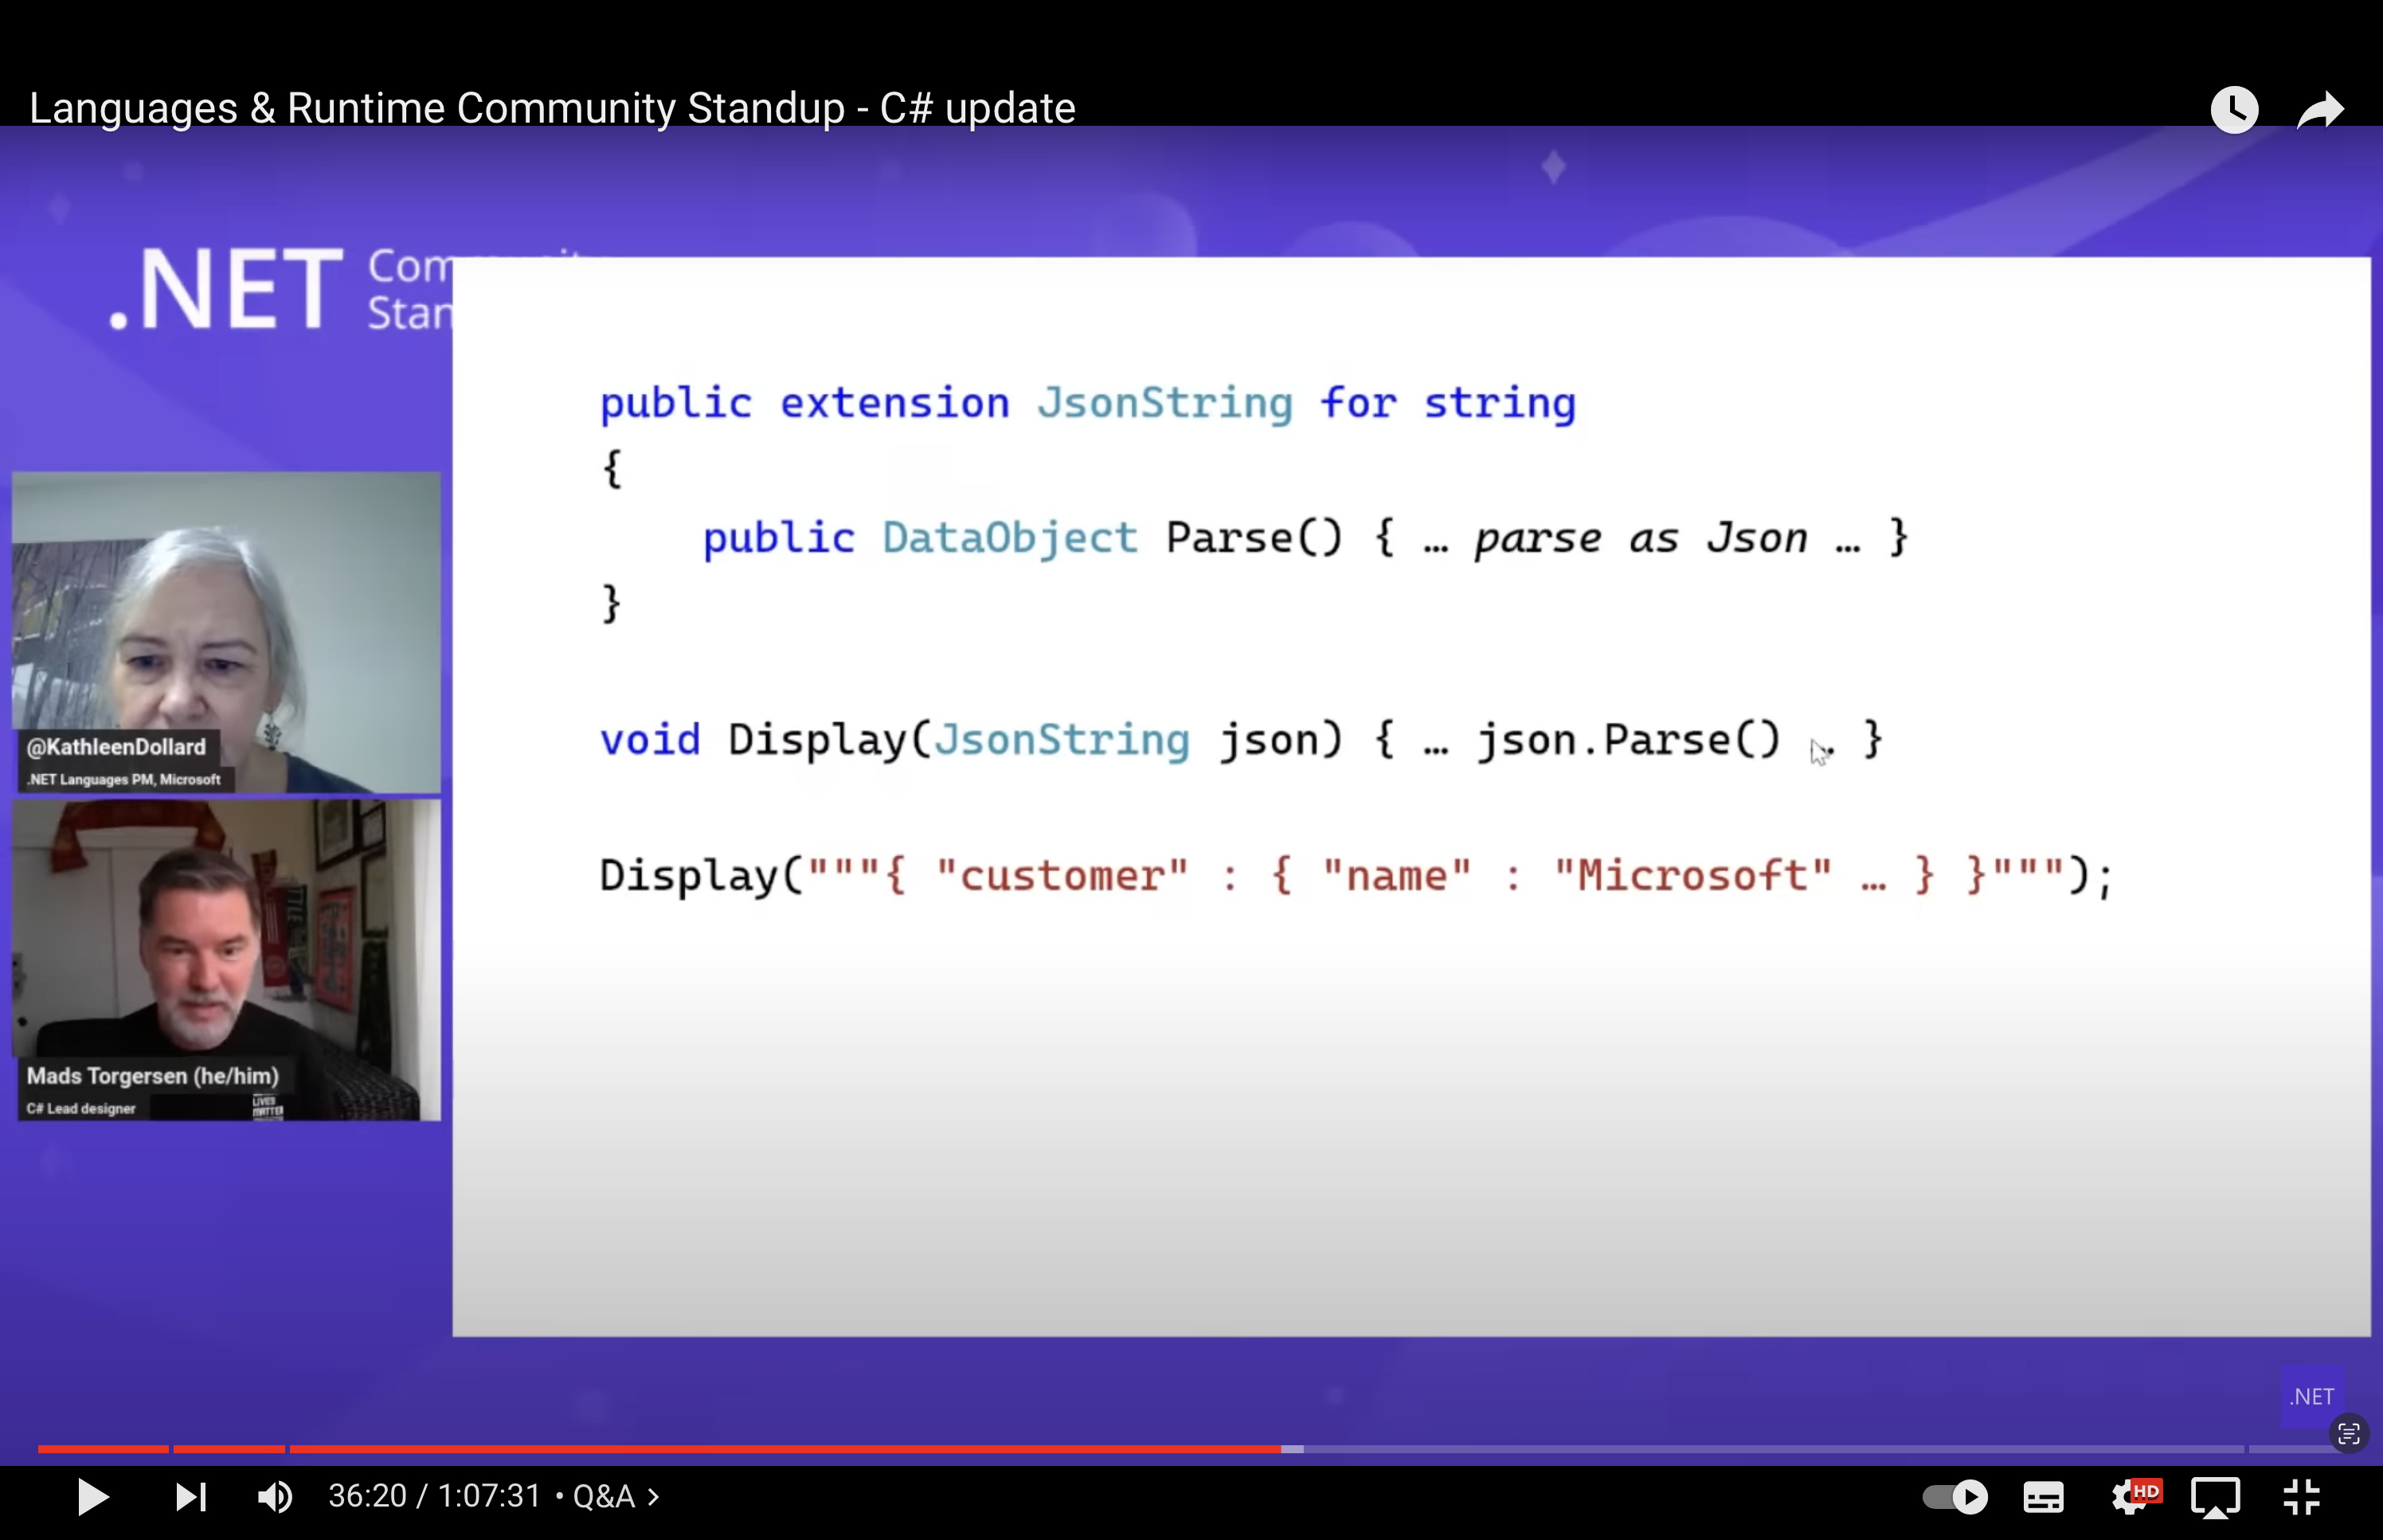 Languages & Runtime Community Standup - C# update
.NET
public extension JsonString for string
{
public DataObject Parse() { … parse as Json … }
}
void Display(JsonString json) { … json.Parse() … }
Display("""{ "customer" : { "name" : "Microsoft" … } }""");
@KathleenDollard
.NET Languages PM, Microsoft
Mads Torgersen (he/him)
C# Lead designer
LIVES
MATTER
.NET
36:20 / 1:07:31 • Q&A >
HD